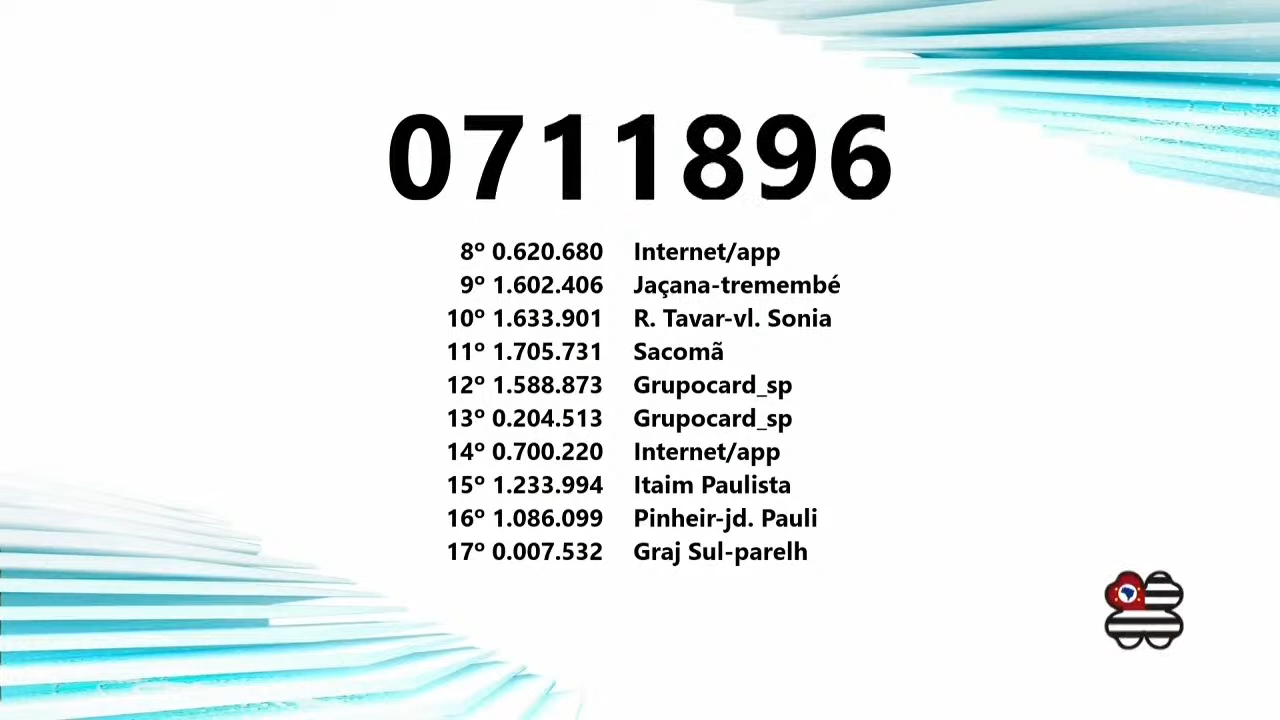 0711896
8º 0.620.680 Internet/app
9º 1.602.406 Jaçana-tremembé
10º 1.633.901 R. Tavar-vl. Sonia
11º 1.705.731 Sacomã
12º 1.588.873 Grupocard_sp
13º 0.204.513 Grupocard_sp
14º 0.700.220 Internet/app
15º 1.233.994 Itaim Paulista
16º 1.086.099 Pinheir-jd. Pauli
17º 0.007.532 Graj Sul-parelh